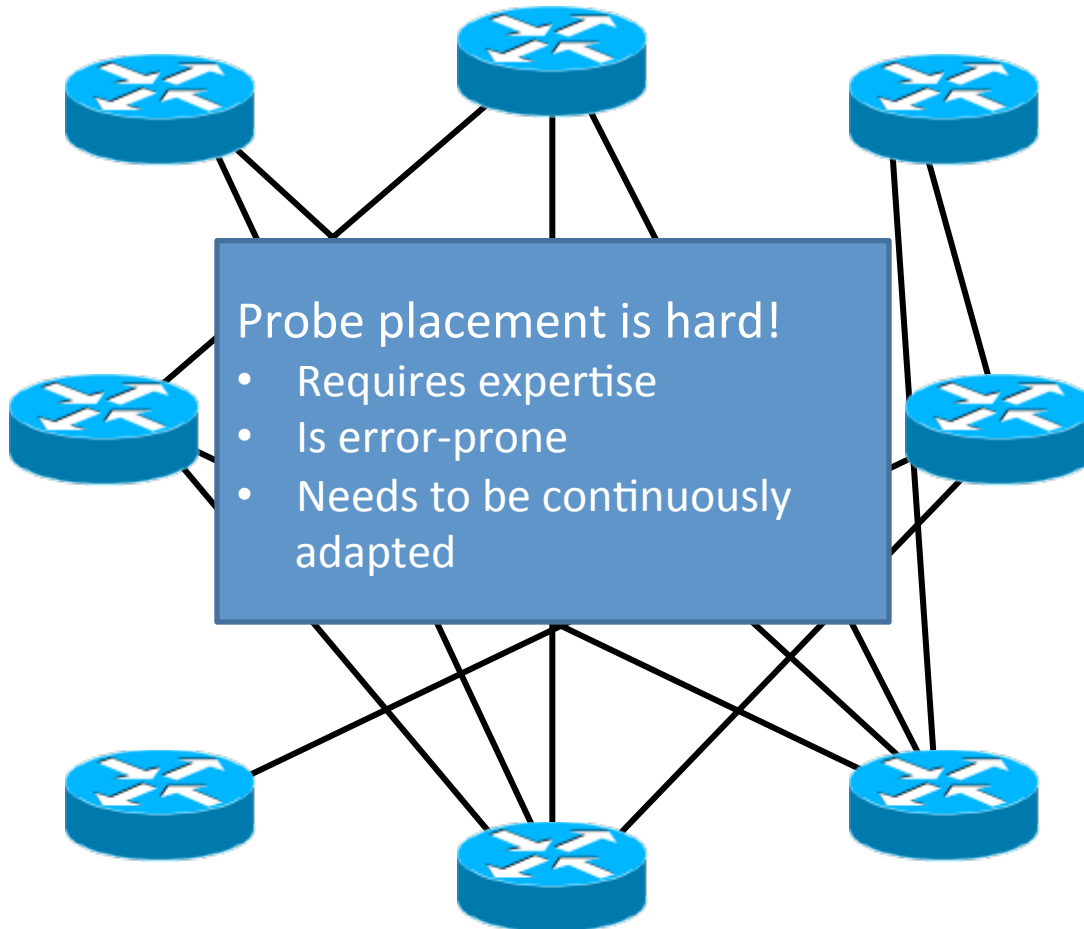 Probe placement is hard!
• Requires expertise
• Is error-prone
• Needs to be continuously
adapted